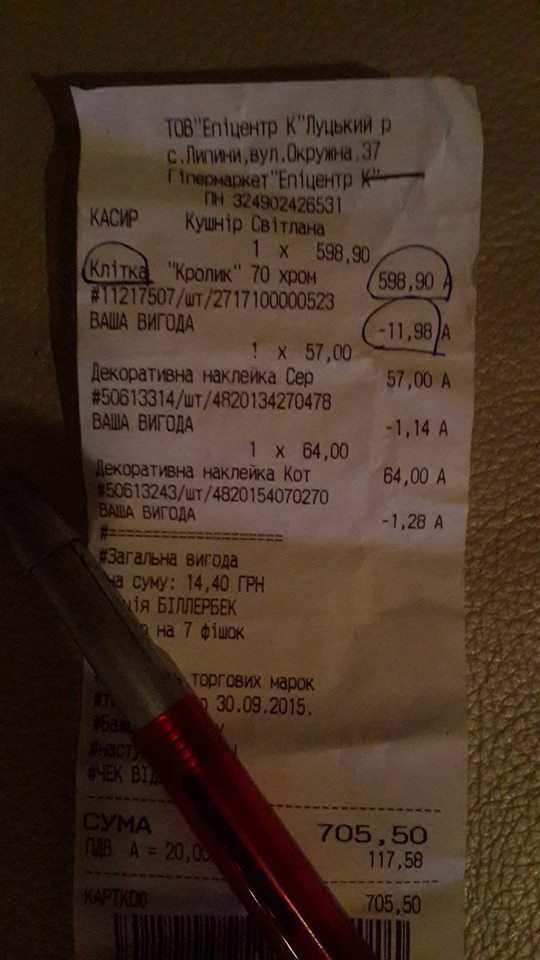 ТОВ"Епіцентр К"Луцький р
с.Липини,вул.Окружна,37
Гіпермаркет"Епіцентр К"
ПН 324902426531
КАСИР Кушнір Світлана
1 x 598,90
Клітка "Кролик" 70 хром 598,90 А
#11217507/шт/2717100000523
ВАША ВИГОДА -11,98 А
1 x 57,00
Декоративна наклейка Сер 57,00 А
#50613314/шт/4820134270478
ВАША ВИГОДА -1,14 А
1 x 64,00
Декоративна наклейка Кот 64,00 А
#50613243/шт/4820154070270
ВАША ВИГОДА -1,28 А
#====================
#Загальна вигода
на суму: 14,40 ГРН
БІЛЛЕРБЕК
на 7 фішок
торгових марок
30.09.2015.
#ЧЕК
СУМА 705,50
ПДВ А = 117,58
КАРТКОЮ 705,50